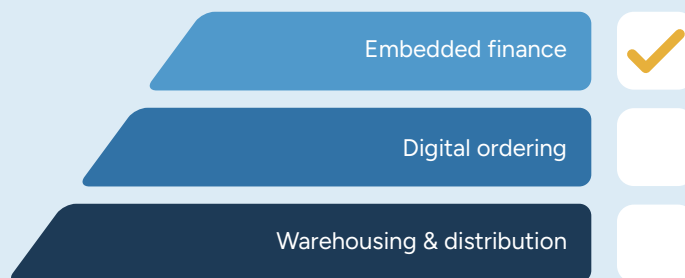 Embedded finance
Digital ordering
Warehousing & distribution